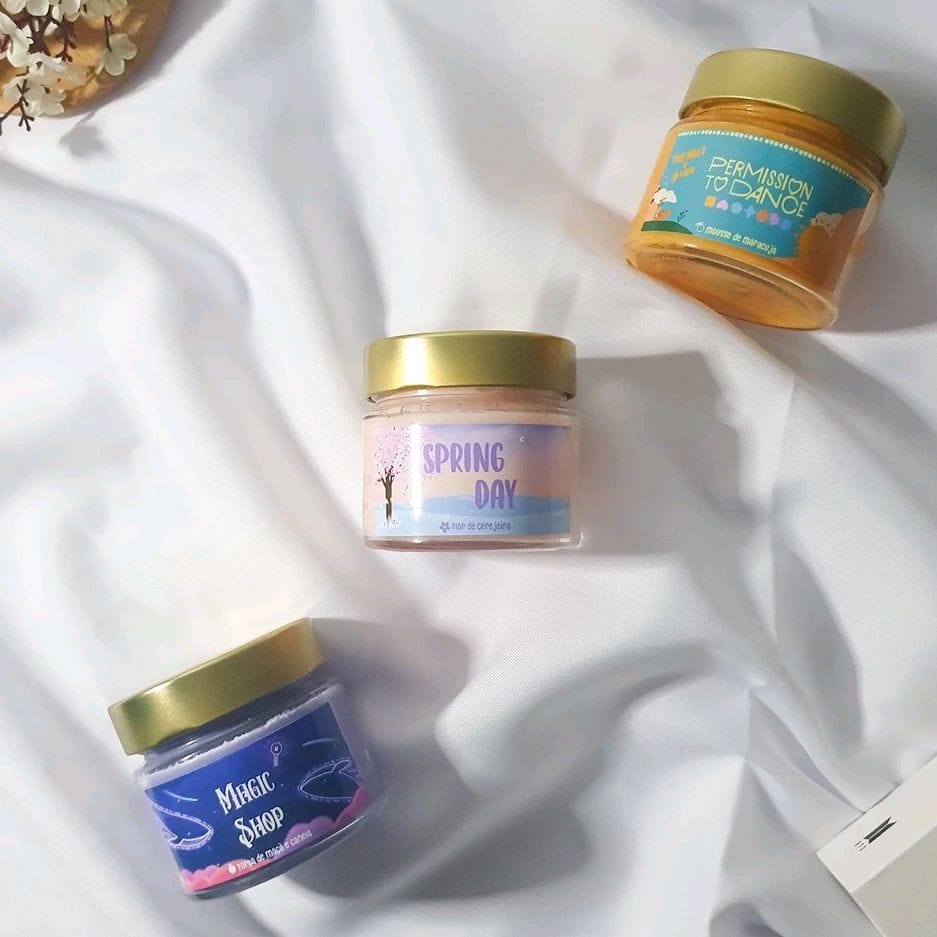 PERMISSION
TO DANCE
mousse de maracujá
SPRING
DAY
Flor de cerejeira
MAGIC
SHOP
Torta de maçã e canela